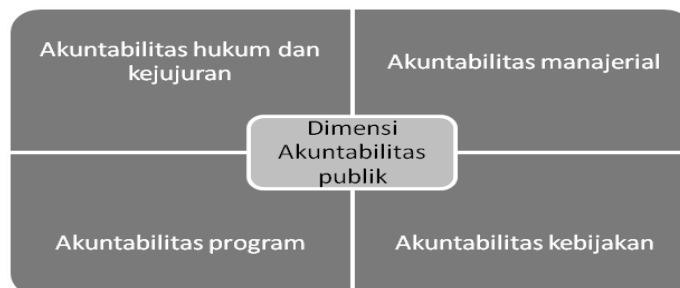 Akuntabilitas hukum dan
kejujuran
Akuntabilitas manajerial
Dimensi
Akuntabilitas
publik
Akuntabilitas program
Akuntabilitas kebijakan